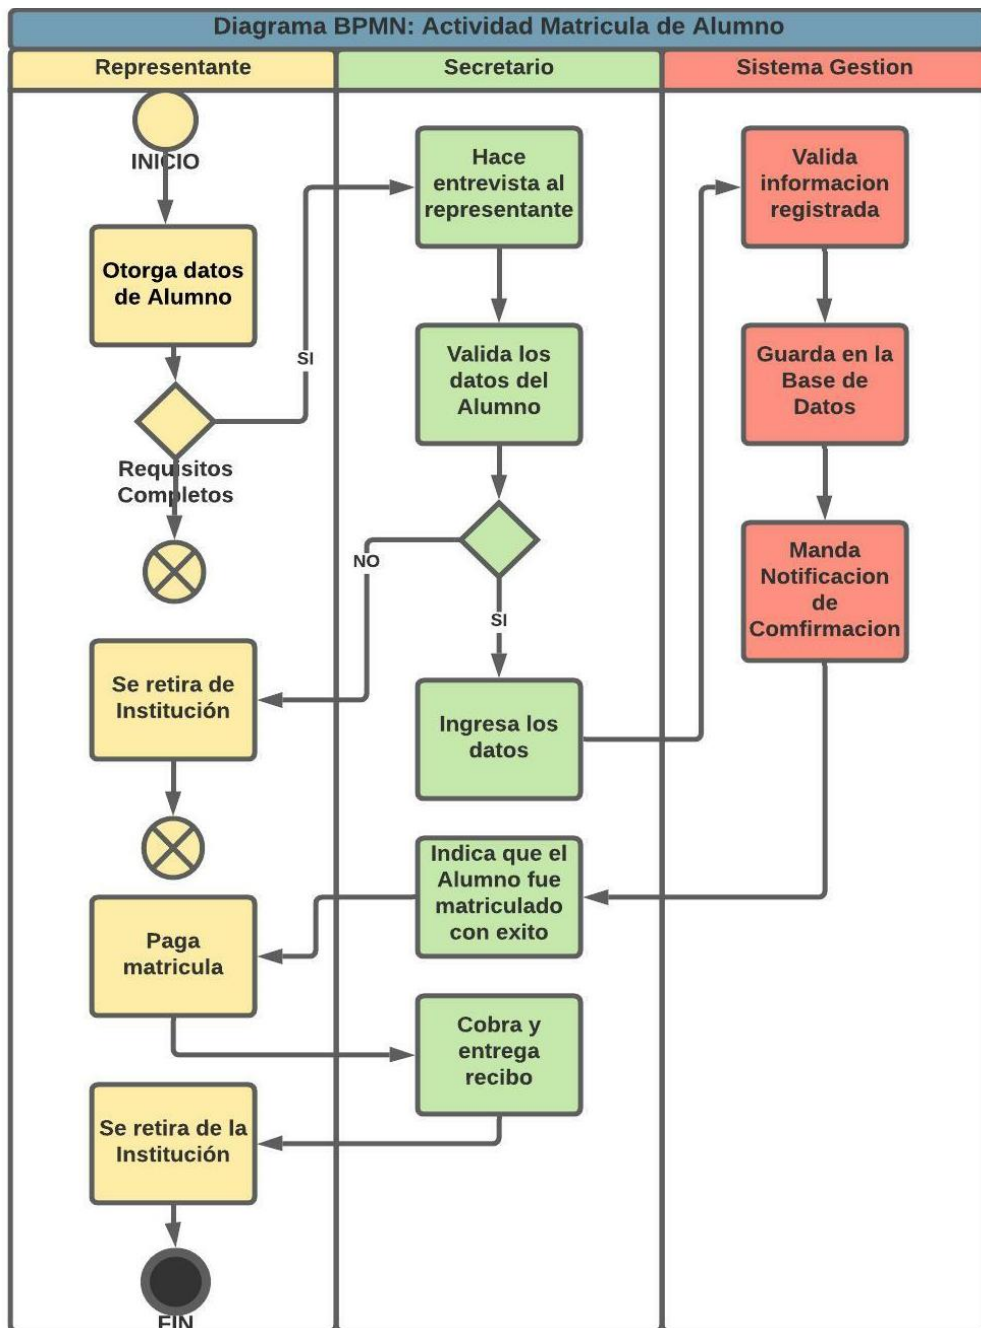 Diagrama BPMN: Actividad Matricula de Alumno
Representante
Secretario
Sistema Gestion
INICIO
Otorga datos
de Alumno
SI
Requisitos
Completos
Se retira de
Institución
Paga
matricula
Se retira de la
Institución
FIN
Hace
entrevista al
representante
Valida los
datos del
Alumno
NO
SI
Ingresa los
datos
Indica que el
Alumno fue
matriculado
con exito
Cobra y
entrega
recibo
Valida
informacion
registrada
Guarda en la
Base de
Datos
Manda
Notificacion
de
Comfirmacion